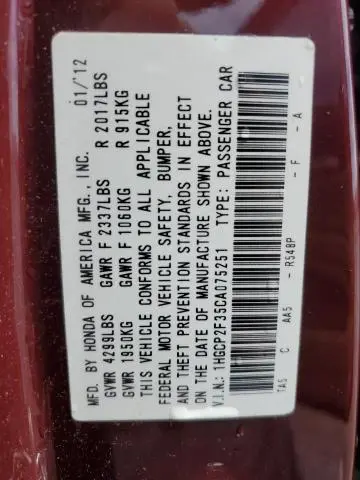 MFD. BY HONDA OF AMERICA MFG., INC. 01/'12
GVWR 4299LBS GAWR F 2337LBS R 2017LBS
GVWR 1950KG GAWR F 1060KG R 915KG
THIS VEHICLE CONFORMS TO ALL APPLICABLE
FEDERAL MOTOR VEHICLE SAFETY, BUMPER,
AND THEFT PREVENTION STANDARDS IN EFFECT
ON THE DATE OF MANUFACTURE SHOWN ABOVE.
V.I.N.: 1HGCP2F35CA075251 TYPE: PASSENGER CAR
TA5 C AA5 - R548P - F - A